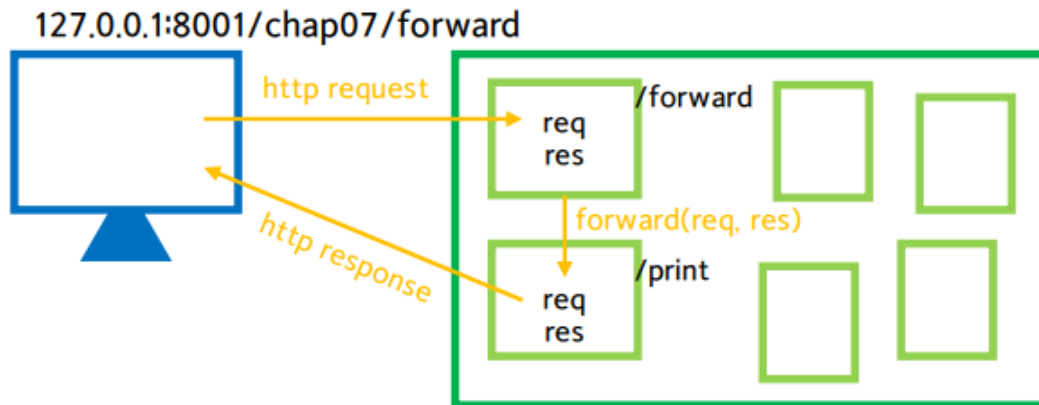 127.0.0.1:8001/chap07/forward
http request
/forward
req
res
forward(req, res)
http response
/print
req
res